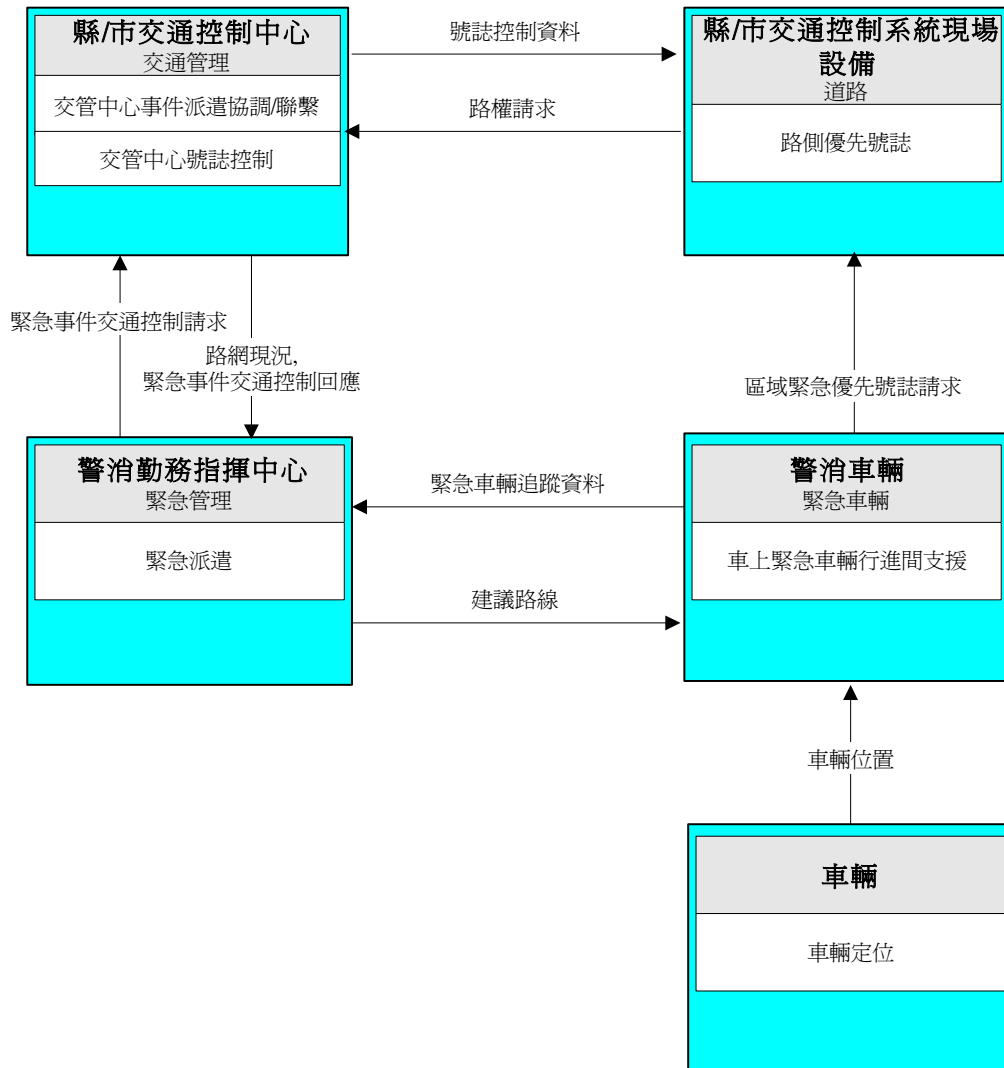 縣/市交通控制中心
交通管理
交管中心事件派遣協調/聯繫
交管中心號誌控制
號誌控制資料
路權請求
縣/市交通控制系統現場
設備
道路
路側優先號誌
緊急事件交通控制請求
路網現況,
緊急事件交通控制回應
區域緊急優先號誌請求
警消勤務指揮中心
緊急管理
緊急派遣
緊急車輛追蹤資料
建議路線
警消車輛
緊急車輛
車上緊急車輛行進間支援
車輛位置
車輛
車輛定位